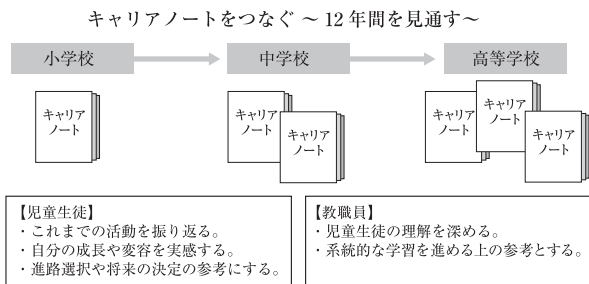 キャリアノートをつなぐ ～ 12 年間を見通す～
小学校
中学校
高等学校
キャリア
ノート
キャリア
ノート
キャリア
ノート
キャリア
ノート
キャリア
ノート
キャリア
ノート
【児童生徒】
・これまでの活動を振り返る。
・自分の成長や変容を実感する。
・進路選択や将来の決定の参考にする。
【教職員】
・児童生徒の理解を深める。
・系統的な学習を進める上の参考とする。